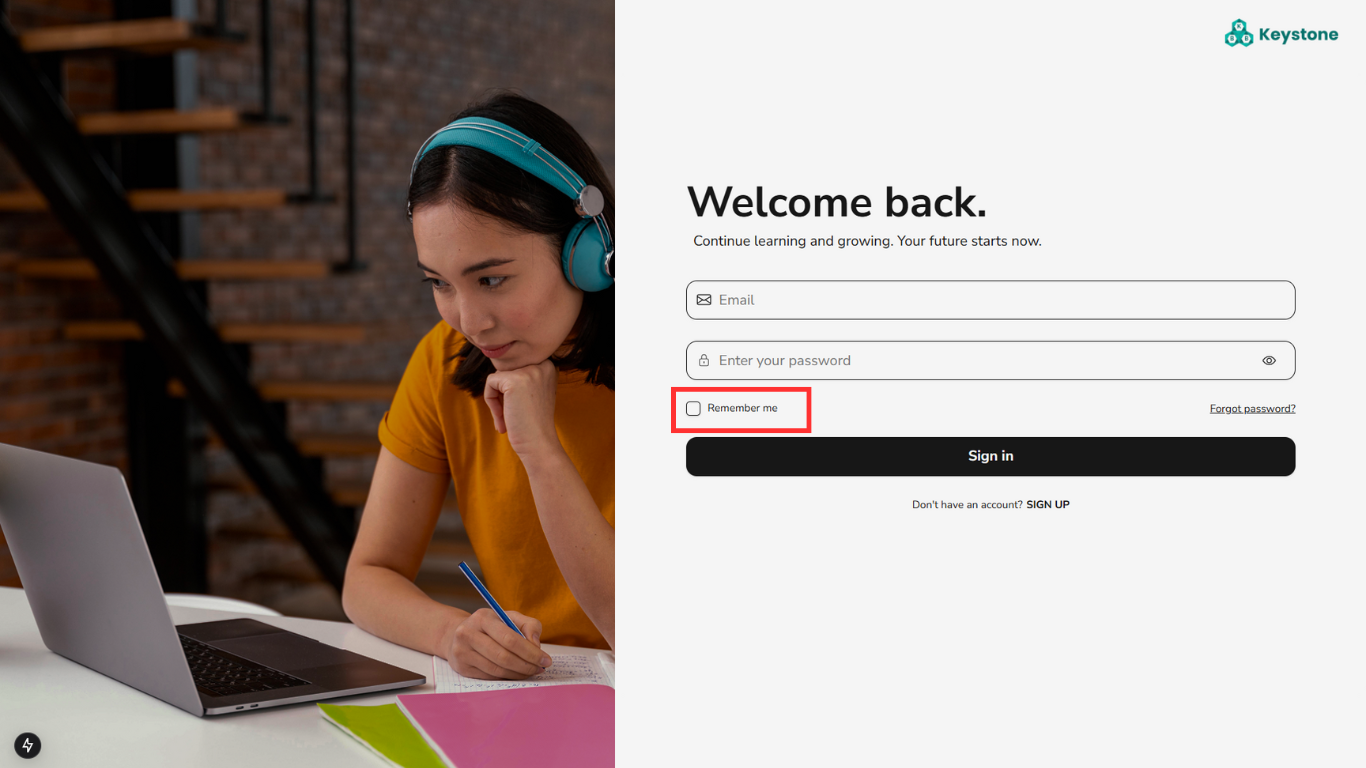 Keystone
Welcome back.
Continue learning and growing. Your future starts now.
Email
Enter your password
Remember me
Forgot password?
Sign in
Don't have an account? SIGN UP